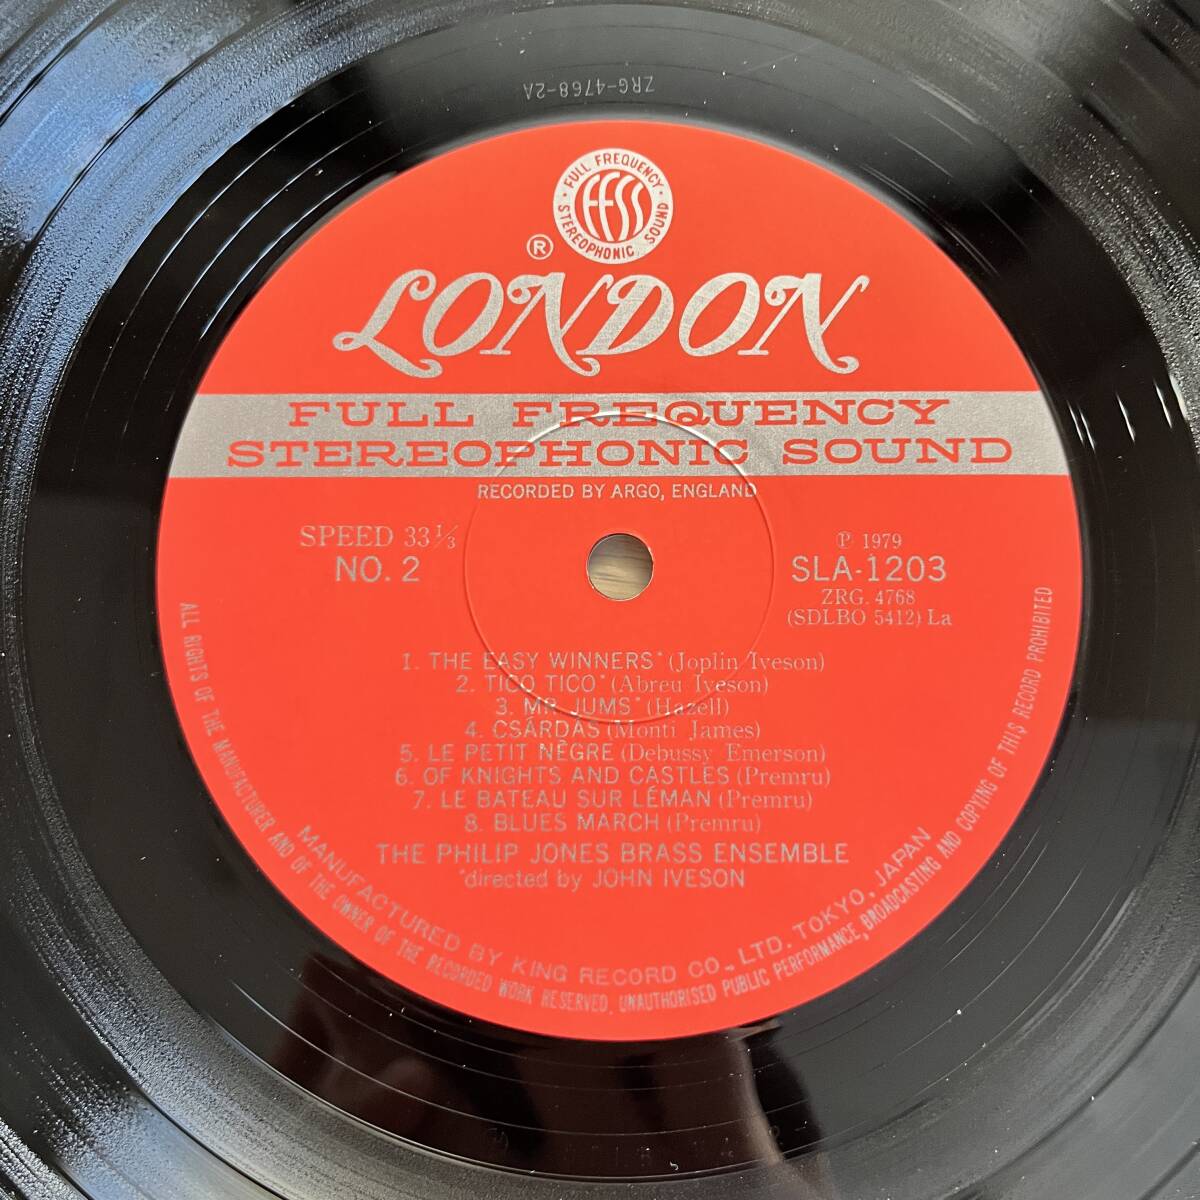 ZRG-4768-2A
FULL FREQUENCY
ffss
STEREOPHONIC SOUND
®
LONDON
FULL FREQUENCY
STEREOPHONIC SOUND
RECORDED BY ARGO, ENGLAND
SPEED 33⅓
NO. 2
℗ 1979
SLA-1203
ZRG. 4768
(SDLBO 5412) La
1. THE EASY WINNERS* (Joplin Iveson)
2. TICO TICO* (Abreu Iveson)
3. MR JUMS* (Hazell)
4. CSÁRDÁS (Monti James)
5. LE PETIT NÊGRE (Debussy Emerson)
6. OF KNIGHTS AND CASTLES (Premru)
7. LE BATEAU SUR LÉMAN (Premru)
8. BLUES MARCH (Premru)
THE PHILIP JONES BRASS ENSEMBLE
*directed by JOHN IVESON
MANUFACTURED BY KING RECORD CO., LTD. TOKYO, JAPAN
ALL RIGHTS OF THE MANUFACTURER AND OF THE OWNER OF THE RECORDED WORK RESERVED. UNAUTHORISED PUBLIC PERFORMANCE, BROADCASTING AND COPYING OF THIS RECORD PROHIBITED